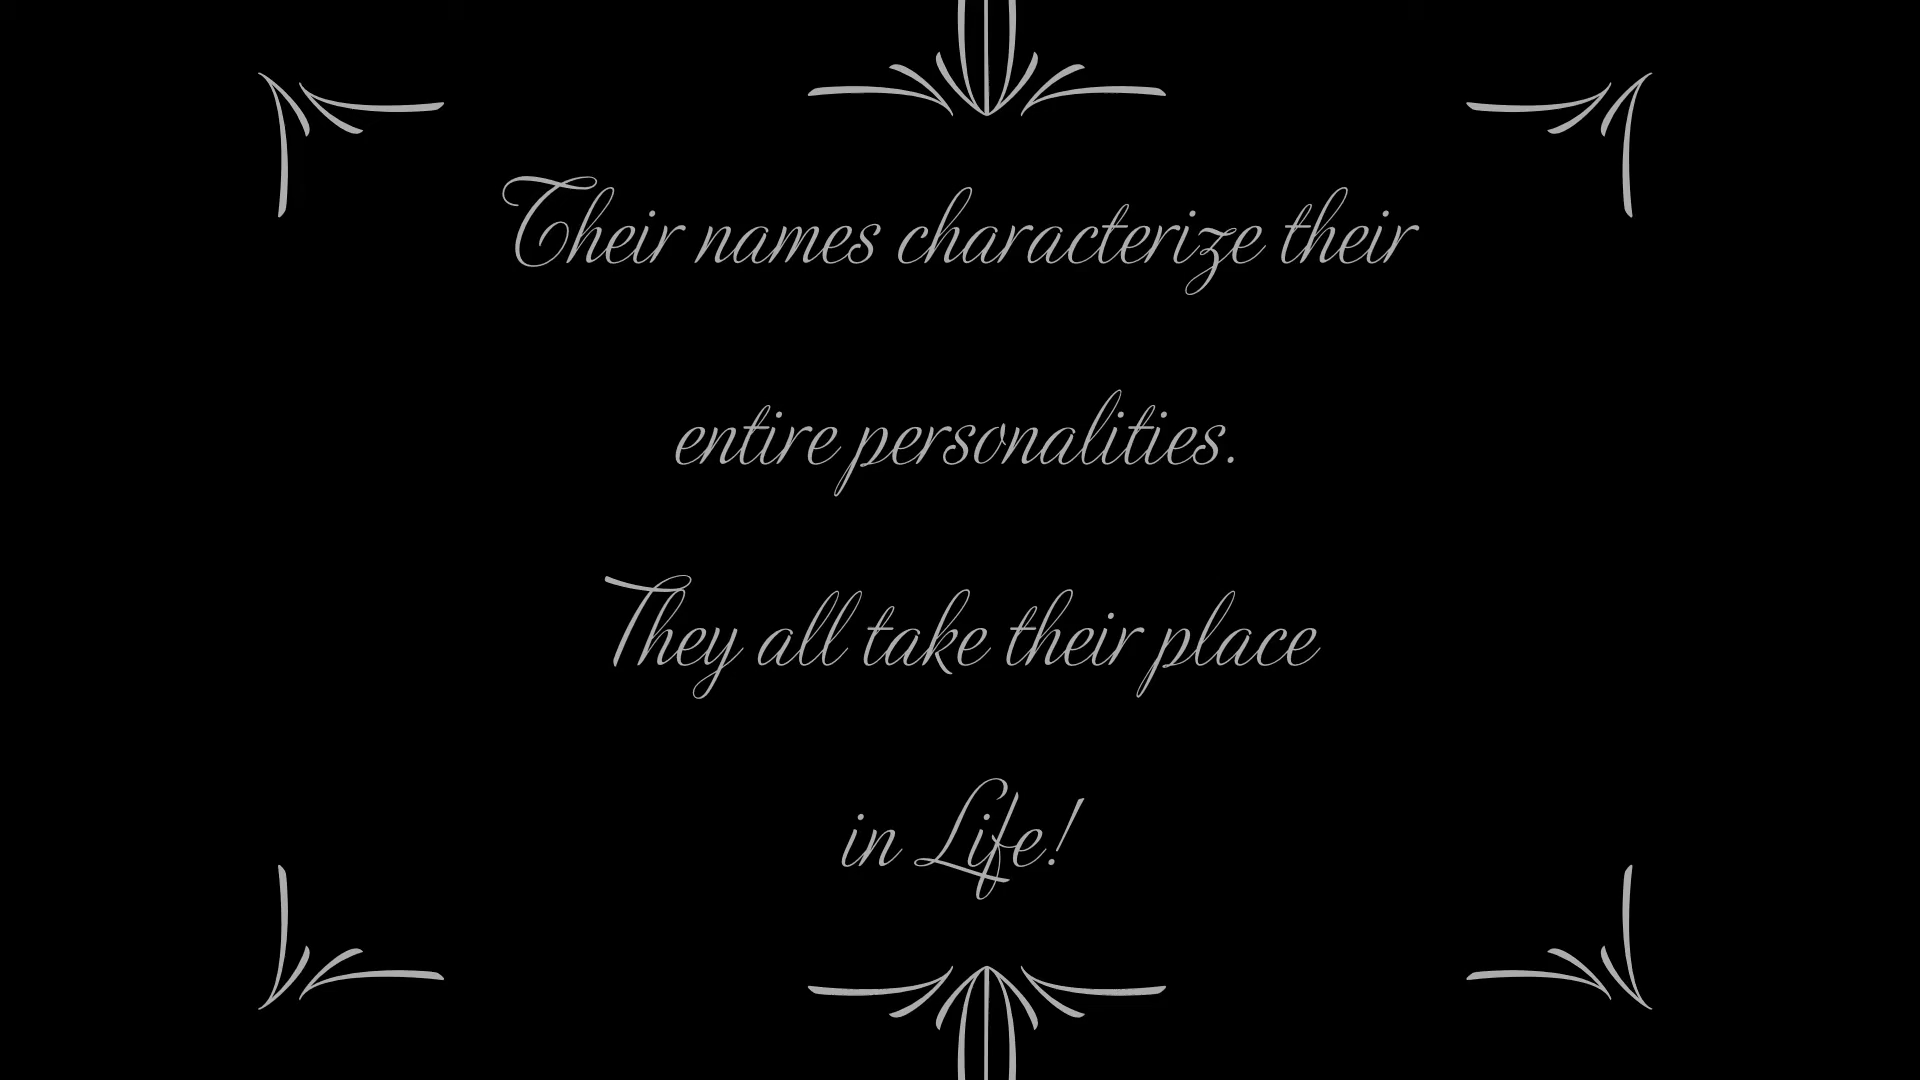 Their names characterize their
entire personalities.
They all take their place
in Life!